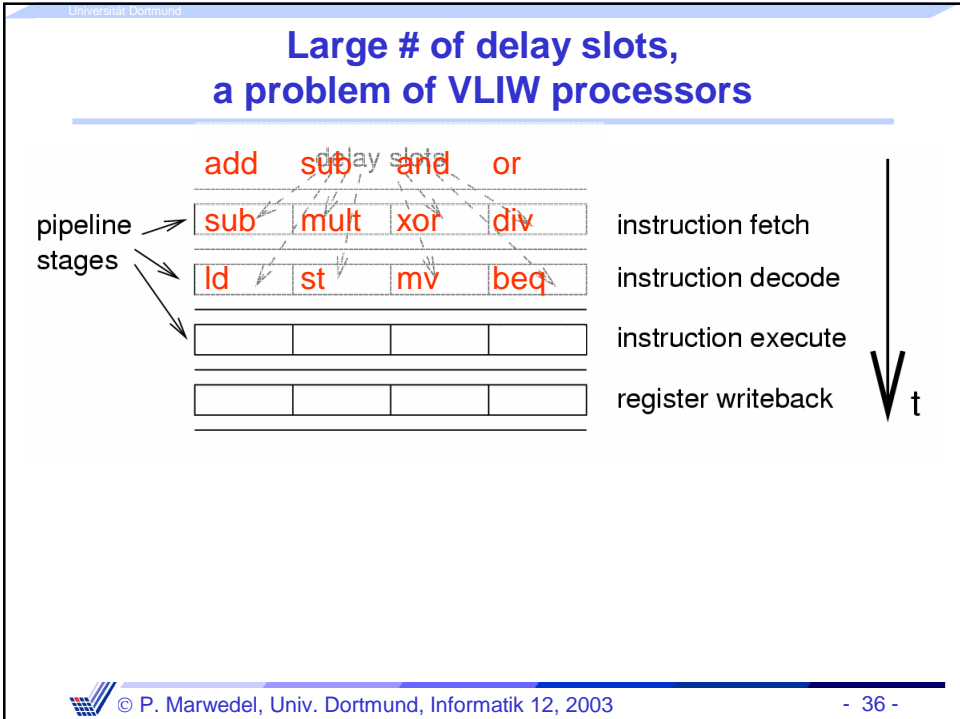 Universität Dortmund
Large # of delay slots,
a problem of VLIW processors
delay slots
add sub and or
pipeline stages
sub mult xor div instruction fetch
ld st mv beq instruction decode
instruction execute
register writeback
t
© P. Marwedel, Univ. Dortmund, Informatik 12, 2003 - 36 -